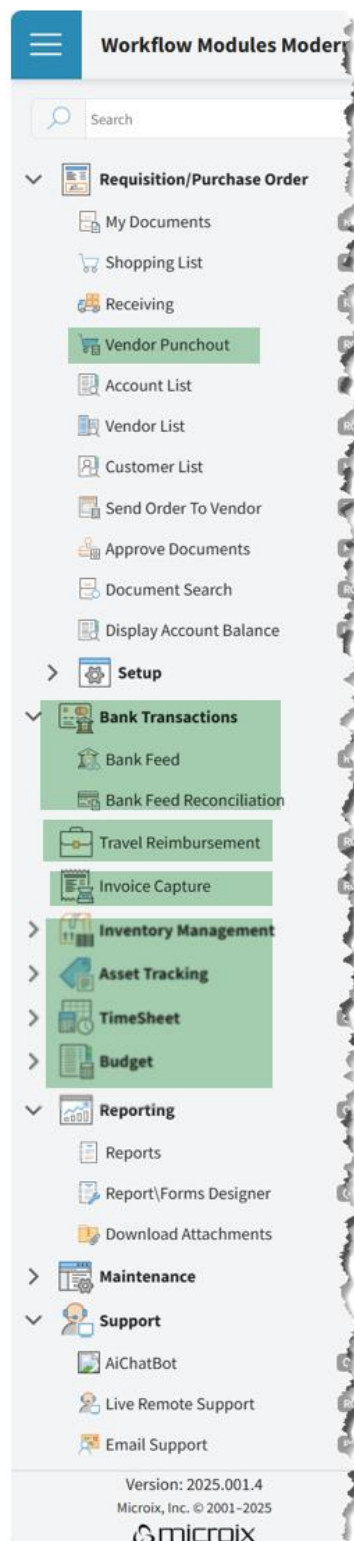 Workflow Modules Modern
Search
Requisition/Purchase Order
My Documents
Shopping List
Receiving
Vendor Punchout
Account List
Vendor List
Customer List
Send Order To Vendor
Approve Documents
Document Search
Display Account Balance
Setup
Bank Transactions
Bank Feed
Bank Feed Reconciliation
Travel Reimbursement
Invoice Capture
Inventory Management
Asset Tracking
TimeSheet
Budget
Reporting
Reports
Report\Forms Designer
Download Attachments
Maintenance
Support
AiChatBot
Live Remote Support
Email Support
Version: 2025.001.4
Microix, Inc. © 2001–2025
microix